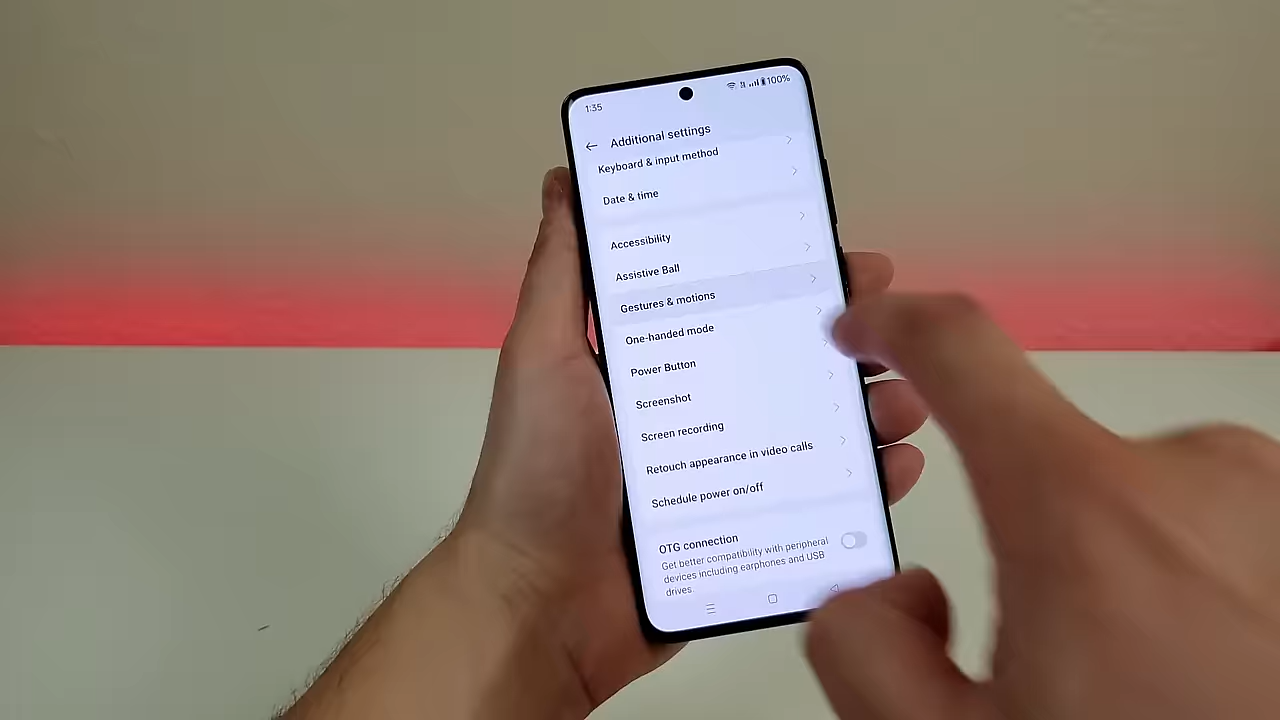 1:35
100%
Additional settings
Keyboard & input method
Date & time
Accessibility
Assistive Ball
Gestures & motions
One-handed mode
Power Button
Screenshot
Screen recording
Retouch appearance in video calls
Schedule power on/off
OTG connection
Get better compatibility with peripheral
devices including earphones and USB
drives.